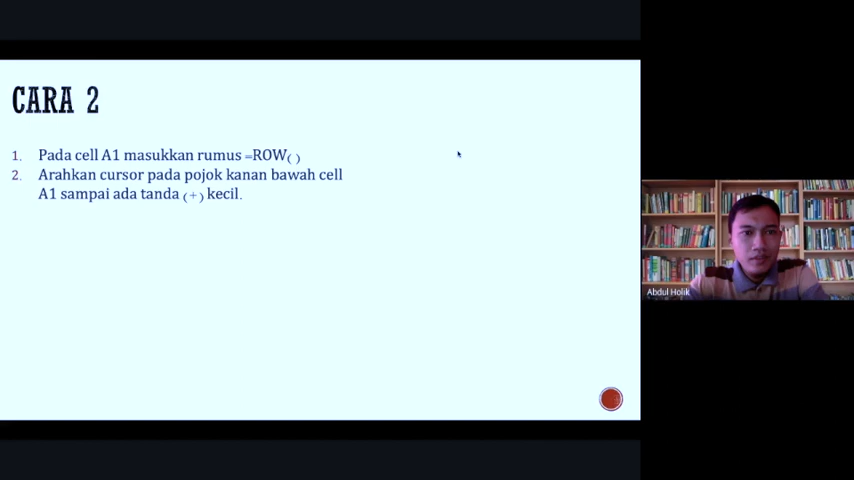 CARA 2
1. Pada cell A1 masukkan rumus =ROW( )
2. Arahkan cursor pada pojok kanan bawah cell
A1 sampai ada tanda (+) kecil.
Abdul Holik